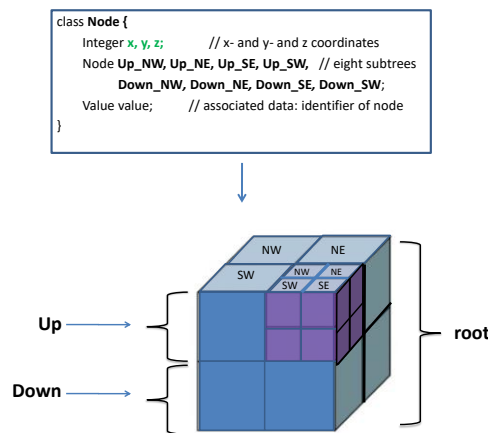 class Node {
Integer x, y, z; // x- and y- and z coordinates
Node Up_NW, Up_NE, Up_SE, Up_SW, // eight subtrees
Down_NW, Down_NE, Down_SE, Down_SW;
Value value; // associated data: identifier of node
}
NW NE
SW NW NE
SW SE
Up
root
Down